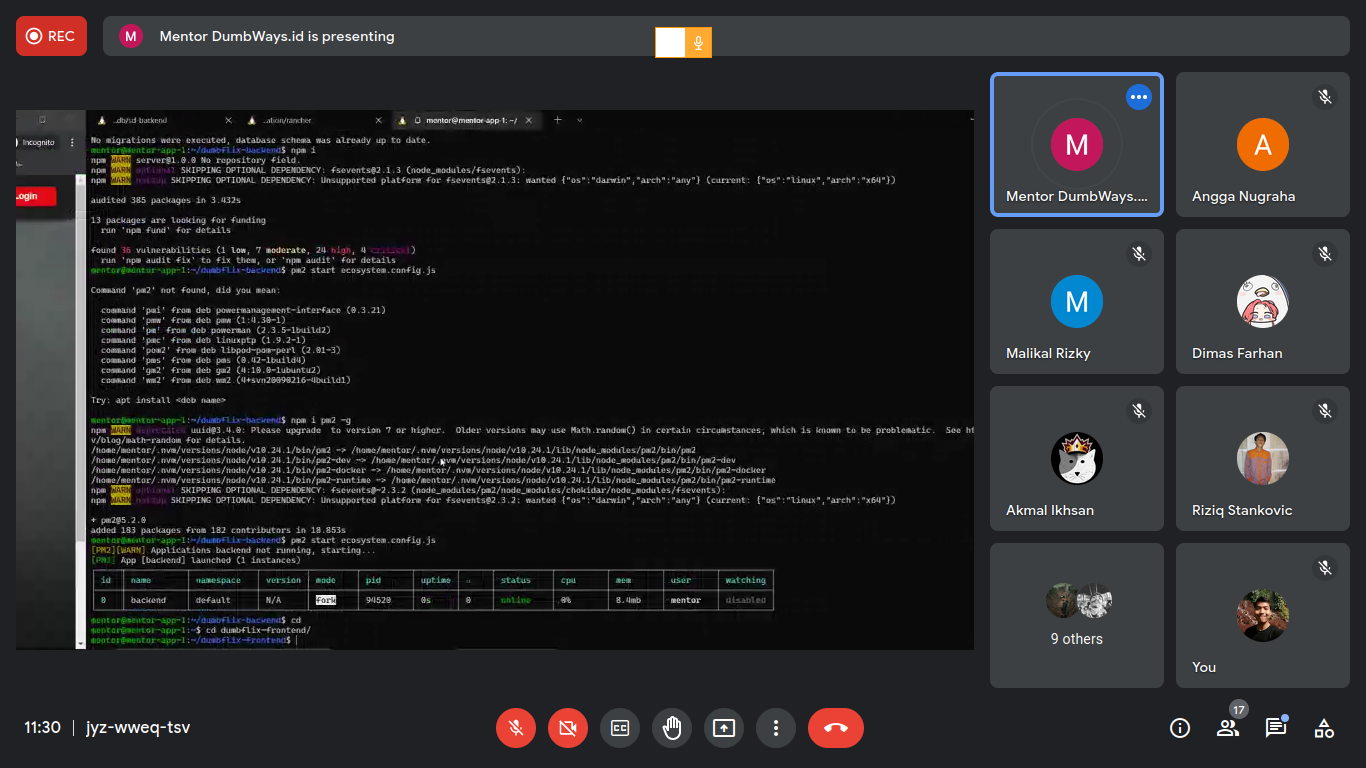 REC
M
Mentor DumbWays.id is presenting
..db/sd-backend
..ation/rancher
mentor@mentor-app-1: ~/
Incognito
Login
No migrations were executed, database schema was already up to date.
mentor@mentor-app-1:~/dumbflix-backend$ npm i
npm WARN server@1.0.0 No repository field.
npm WARN optional SKIPPING OPTIONAL DEPENDENCY: fsevents@2.1.3 (node_modules/fsevents):
npm WARN notsup SKIPPING OPTIONAL DEPENDENCY: Unsupported platform for fsevents@2.1.3: wanted {"os":"darwin","arch":"any"} (current: {"os":"linux","arch":"x64"})
audited 385 packages in 3.432s
13 packages are looking for funding
run `npm fund` for details
found 36 vulnerabilities (1 low, 7 moderate, 24 high, 4 critical)
run `npm audit fix` to fix them, or `npm audit` for details
mentor@mentor-app-1:~/dumbflix-backend$ pm2 start ecosystem.config.js
Command 'pm2' not found, did you mean:
command 'pmi' from deb powermanagement-interface (0.3.21)
command 'pmw' from deb pmw (1:4.30-1)
command 'pm' from deb powerman (2.3.5-1build2)
command 'pmc' from deb linuxptp (1.9.2-1)
command 'pom2' from deb libpod-pom-perl (2.01-3)
command 'pms' from deb pms (0.42-1build4)
command 'gm2' from deb gm2 (4:10.0-1ubuntu2)
command 'wm2' from deb wm2 (4+svn20090216-4build1)
Try: apt install <deb name>
mentor@mentor-app-1:~/dumbflix-backend$ npm i pm2 -g
npm WARN deprecated uuid@3.4.0: Please upgrade to version 7 or higher. Older versions may use Math.random() in certain circumstances, which is known to be problematic. See ht
v/blog/math-random for details.
/home/mentor/.nvm/versions/node/v10.24.1/bin/pm2 -> /home/mentor/.nvm/versions/node/v10.24.1/lib/node_modules/pm2/bin/pm2
/home/mentor/.nvm/versions/node/v10.24.1/bin/pm2-dev -> /home/mentor/.nvm/versions/node/v10.24.1/lib/node_modules/pm2/bin/pm2-dev
/home/mentor/.nvm/versions/node/v10.24.1/bin/pm2-docker -> /home/mentor/.nvm/versions/node/v10.24.1/lib/node_modules/pm2/bin/pm2-docker
/home/mentor/.nvm/versions/node/v10.24.1/bin/pm2-runtime -> /home/mentor/.nvm/versions/node/v10.24.1/lib/node_modules/pm2/bin/pm2-runtime
npm WARN optional SKIPPING OPTIONAL DEPENDENCY: fsevents@~2.3.2 (node_modules/pm2/node_modules/chokidar/node_modules/fsevents):
npm WARN notsup SKIPPING OPTIONAL DEPENDENCY: Unsupported platform for fsevents@2.3.2: wanted {"os":"darwin","arch":"any"} (current: {"os":"linux","arch":"x64"})
+ pm2@5.2.0
added 183 packages from 182 contributors in 18.853s
mentor@mentor-app-1:~/dumbflix-backend$ pm2 start ecosystem.config.js
[PM2][WARN] Applications backend not running, starting...
[PM2] App [backend] launched (1 instances)
id name namespace version mode pid uptime status cpu mem user watching
0 backend default N/A fork 94520 0s 0 online 0% 8.4mb mentor disabled
mentor@mentor-app-1:~/dumbflix-backend$ cd
mentor@mentor-app-1:~$ cd dumbflix-frontend/
mentor@mentor-app-1:~/dumbflix-frontend$
M
Mentor DumbWays....
A
Angga Nugraha
M
Malikal Rizky
Dimas Farhan
Akmal Ikhsan
Riziq Stankovic
9 others
You
11:30
jyz-wweq-tsv
CC
17